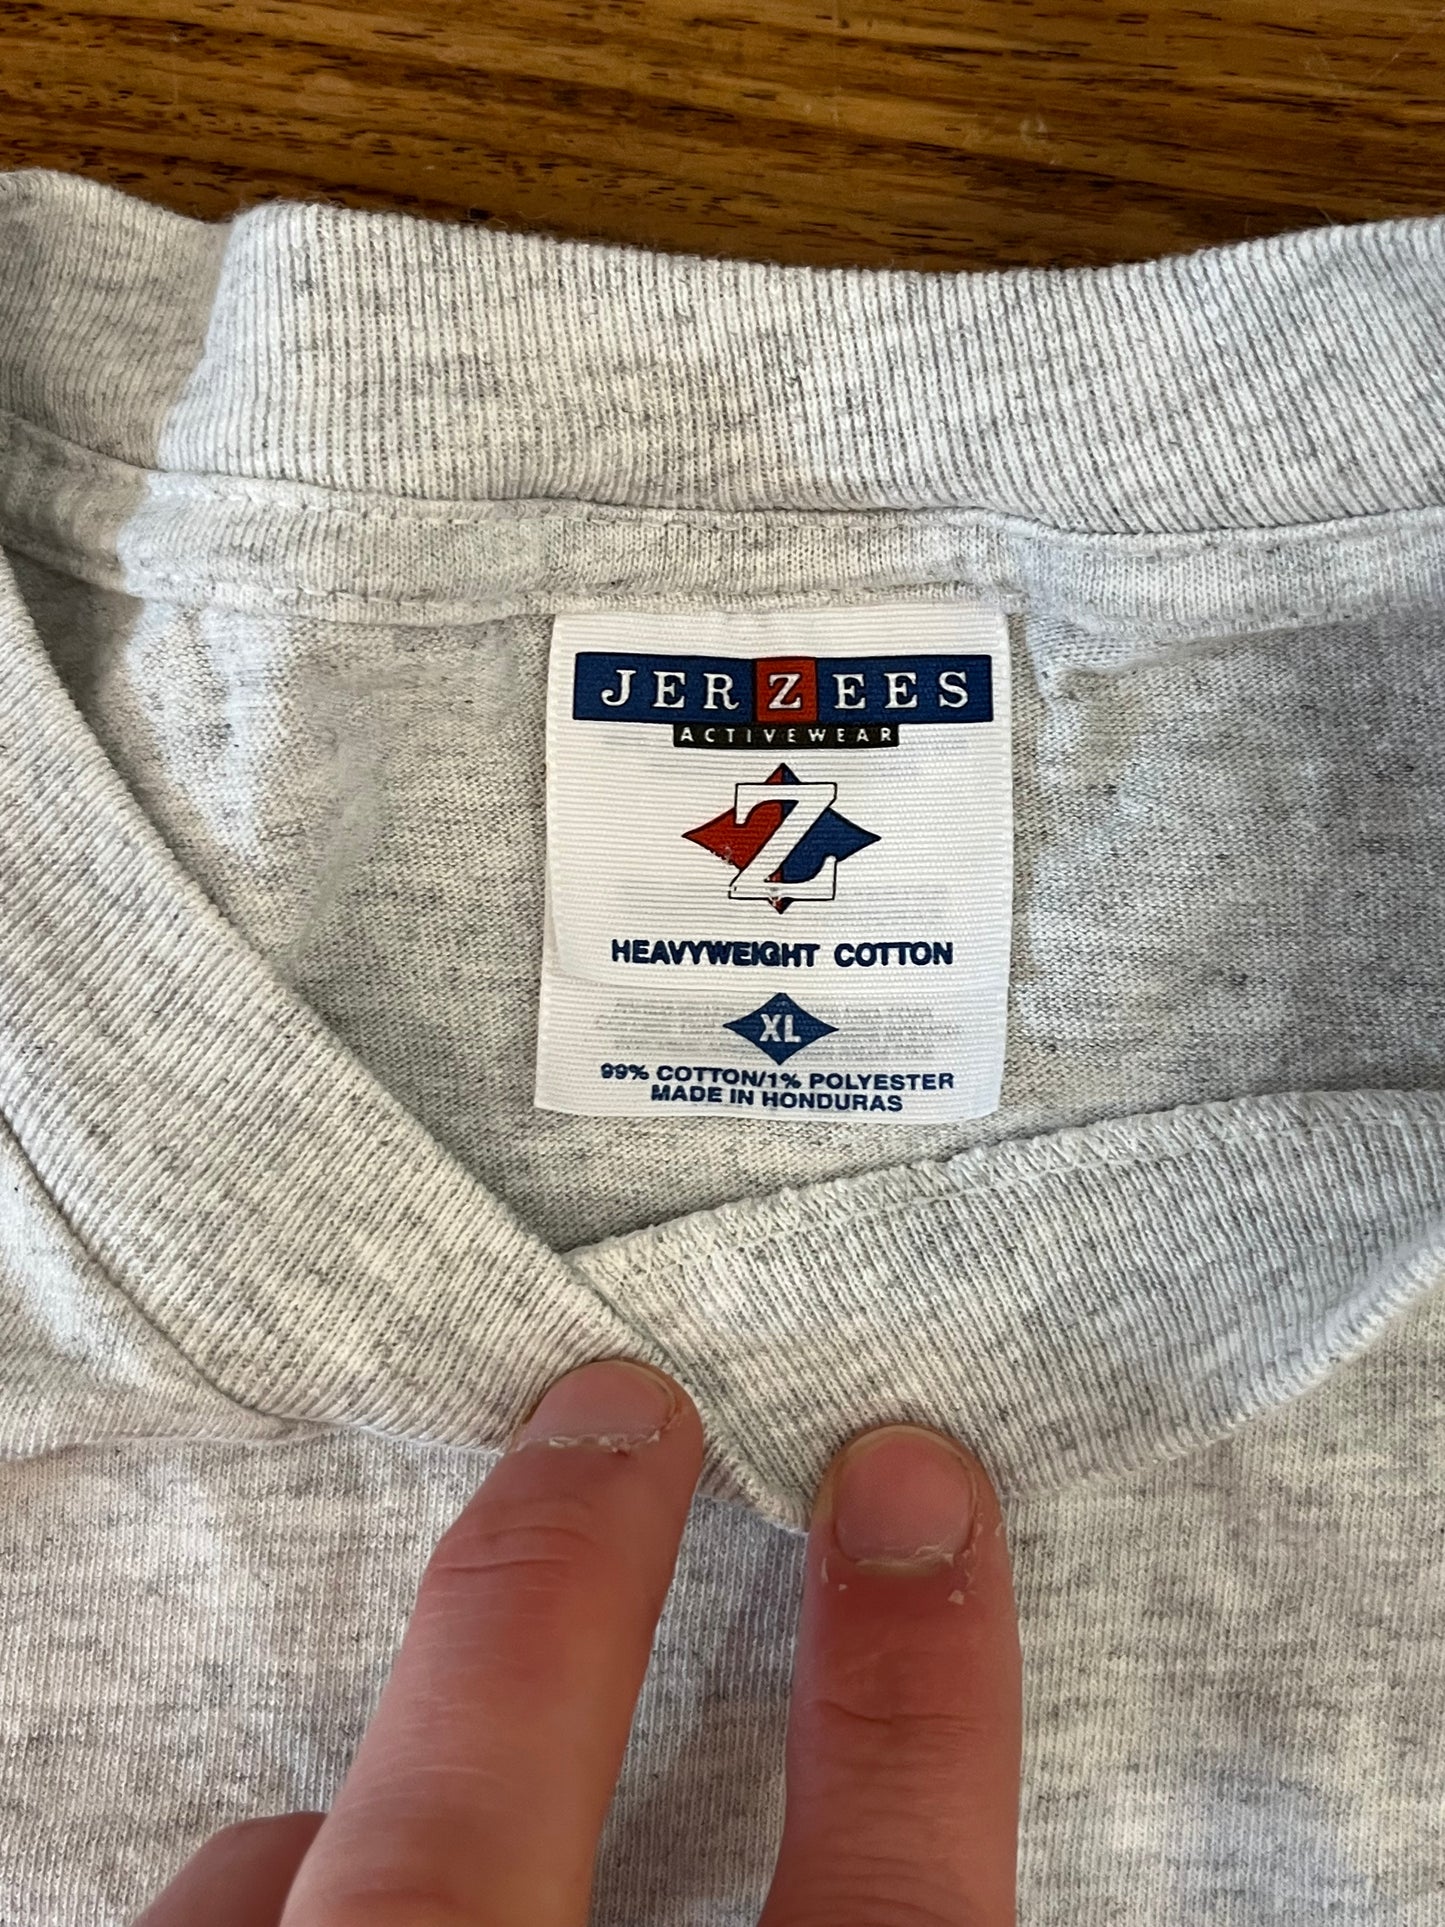 JERZEES
ACTIVEWEAR
Z
HEAVYWEIGHT COTTON
XL
99% COTTON/1% POLYESTER
MADE IN HONDURAS